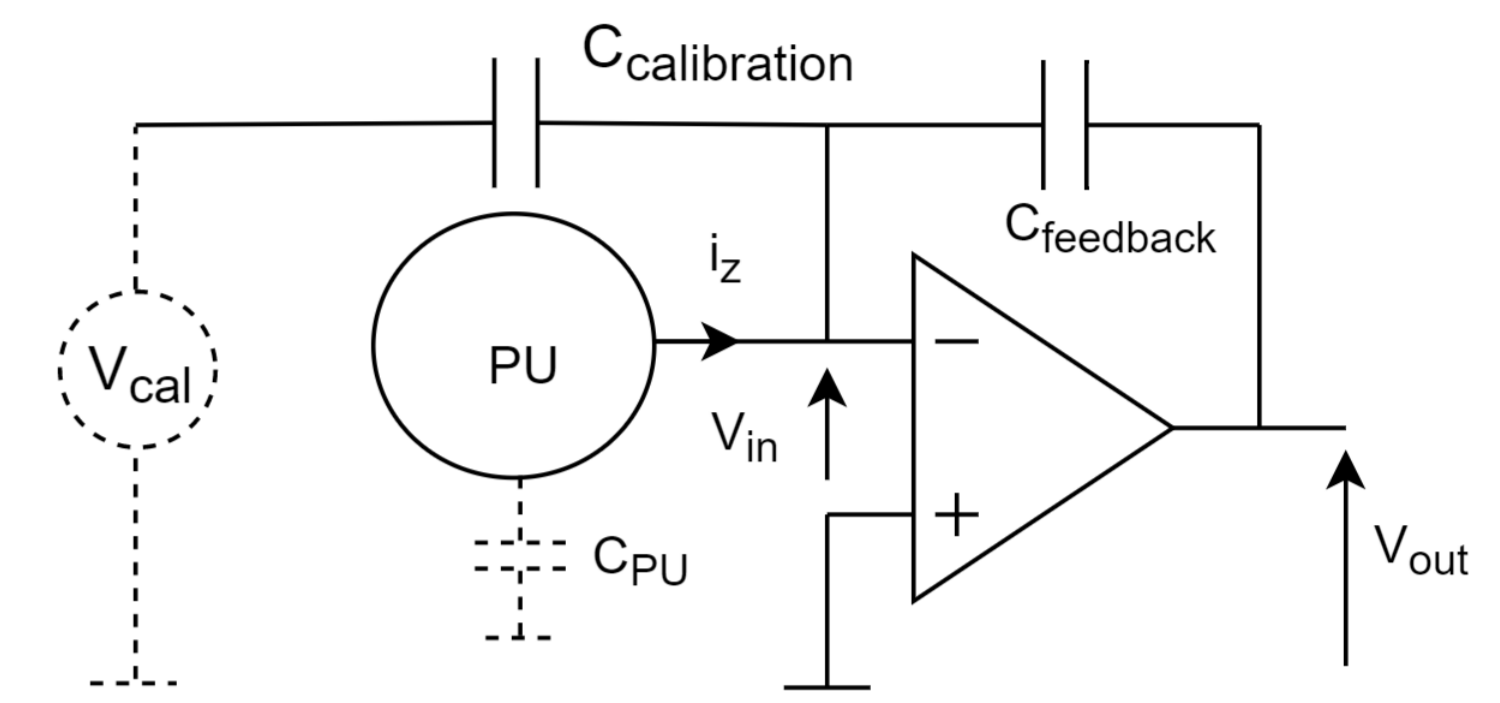 Ccalibration
Cfeedback
iz
PU
Vcal
Vin
−
+
CPU
Vout